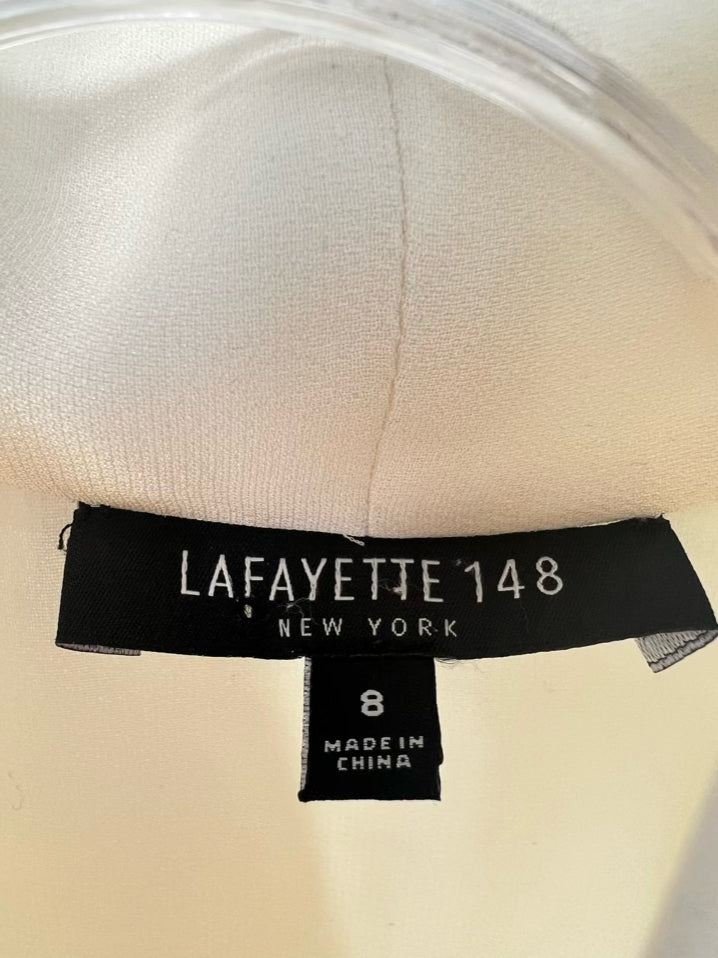 LAFAYETTE 148
NEW YORK
8
MADE IN
CHINA